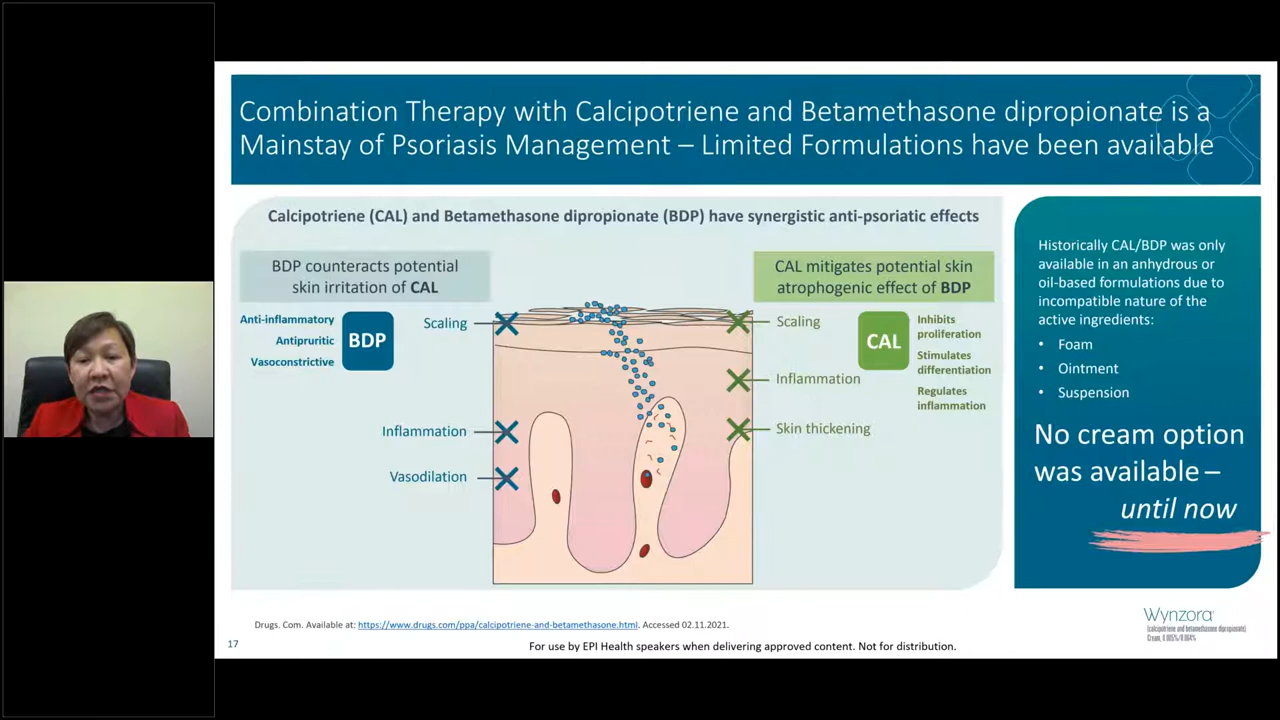 Combination Therapy with Calcipotriene and Betamethasone dipropionate is a
Mainstay of Psoriasis Management – Limited Formulations have been available
Calcipotriene (CAL) and Betamethasone dipropionate (BDP) have synergistic anti-psoriatic effects
BDP counteracts potential
skin irritation of CAL
Anti-inflammatory
Antipruritic
Vasoconstrictive
BDP
Scaling
Inflammation
Vasodilation
CAL mitigates potential skin
atrophogenic effect of BDP
Scaling
Inflammation
Skin thickening
CAL
Inhibits
proliferation
Stimulates
differentiation
Regulates
inflammation
Historically CAL/BDP was only
available in an anhydrous or
oil-based formulations due to
incompatible nature of the
active ingredients:
• Foam
• Ointment
• Suspension
No cream option
was available –
until now
Drugs. Com. Available at: https://www.drugs.com/ppa/calcipotriene-and-betamethasone.html. Accessed 02.11.2021.
17
For use by EPI Health speakers when delivering approved content. Not for distribution.
Wynzora
(calcipotriene and betamethasone dipropionate)
Cream, 0.005%/0.064%